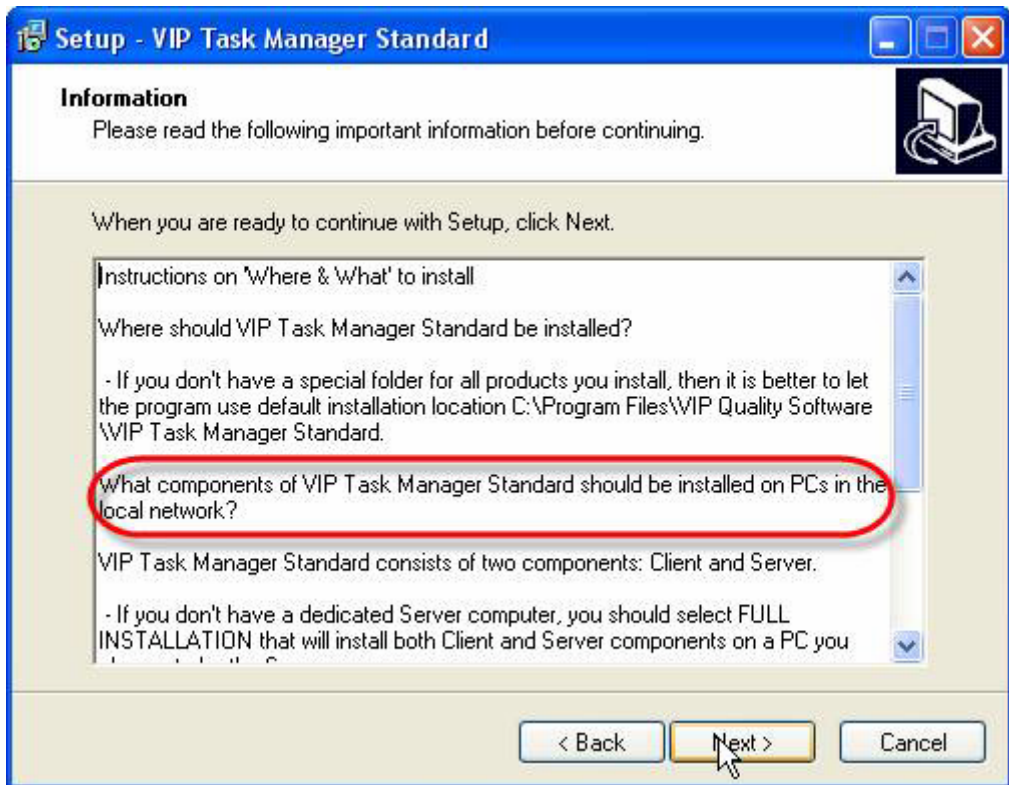 Setup - VIP Task Manager Standard
Information
Please read the following important information before continuing.
When you are ready to continue with Setup, click Next.
Instructions on 'Where & What' to install
Where should VIP Task Manager Standard be installed?
- If you don't have a special folder for all products you install, then it is better to let
the program use default installation location C:\Program Files\VIP Quality Software
\VIP Task Manager Standard.
What components of VIP Task Manager Standard should be installed on PCs in the
local network?
VIP Task Manager Standard consists of two components: Client and Server.
- If you don't have a dedicated Server computer, you should select FULL
INSTALLATION that will install both Client and Server components on a PC you
< Back
Next >
Cancel